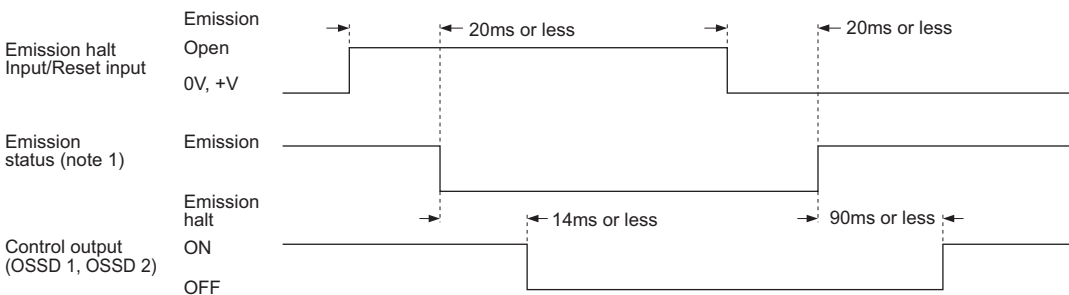 Emission
20ms or less
20ms or less
Emission halt
Input/Reset input
Open
0V, +V
Emission
status (note 1)
Emission
Emission
halt
14ms or less
90ms or less
Control output
(OSSD 1, OSSD 2)
ON
OFF